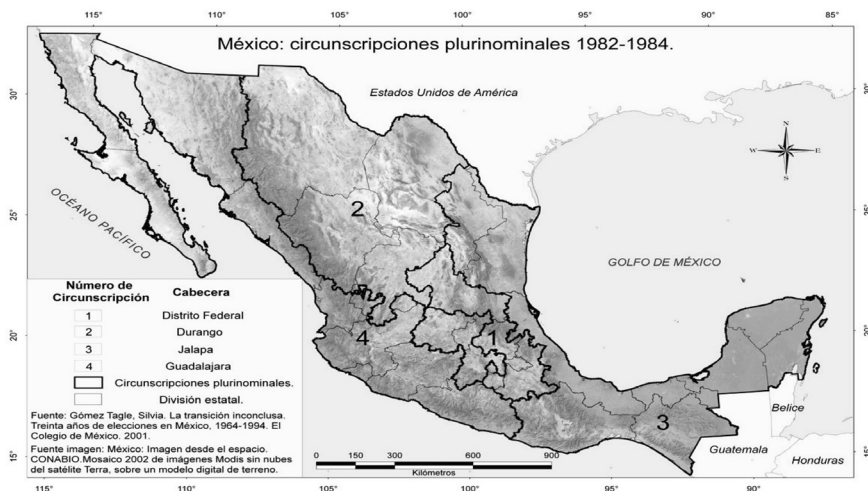 115° 110° 105° 100° 95° 90° 85°
México: circunscripciones plurinominales 1982-1984.
Estados Unidos de América
30°
30°
N
W E
S
OCÉANO PACÍFICO
25°
25°
2
GOLFO DE MÉXICO
Número de Circunscripción Cabecera
1 Distrito Federal
2 Durango
3 Jalapa
4 Guadalajara
Circunscripciones plurinominales.
División estatal.
20°
20°
4
1
3
Belice
Guatemala
Honduras
Fuente: Gómez Tagle, Silvia. La transición inconclusa.
Treinta años de elecciones en México, 1964-1994. El
Colegio de México. 2001.
Fuente imagen: México: Imagen desde el espacio.
CONABIO.Mosaico 2002 de imágenes Modis sin nubes
del satélite Terra, sobre un modelo digital de terreno.
0 150 300 600 900
Kilómetros
15°
15°
115° 110° 105° 100° 95° 90°